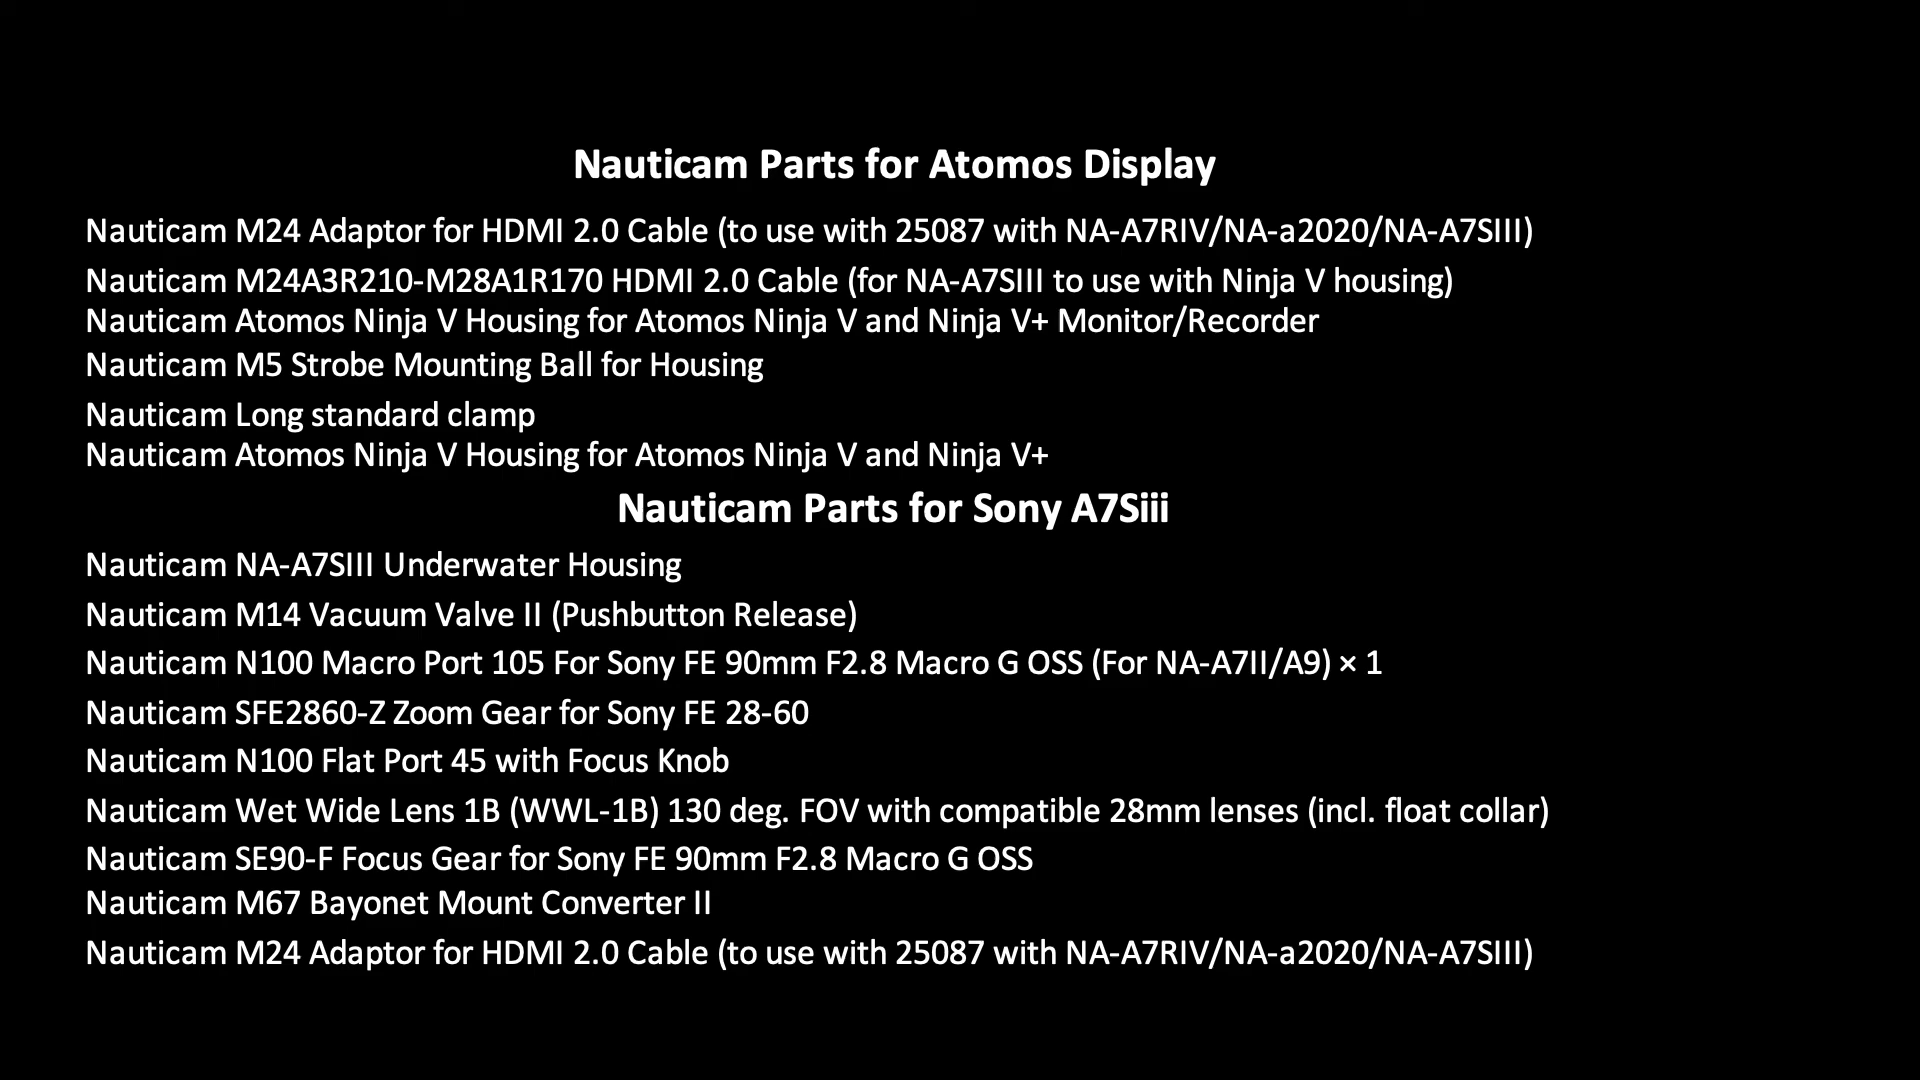 Nauticam Parts for Atomos Display
Nauticam M24 Adaptor for HDMI 2.0 Cable (to use with 25087 with NA-A7RIV/NA-a2020/NA-A7SIII)
Nauticam M24A3R210-M28A1R170 HDMI 2.0 Cable (for NA-A7SIII to use with Ninja V housing)
Nauticam Atomos Ninja V Housing for Atomos Ninja V and Ninja V+ Monitor/Recorder
Nauticam M5 Strobe Mounting Ball for Housing
Nauticam Long standard clamp
Nauticam Atomos Ninja V Housing for Atomos Ninja V and Ninja V+
Nauticam Parts for Sony A7Siii
Nauticam NA-A7SIII Underwater Housing
Nauticam M14 Vacuum Valve II (Pushbutton Release)
Nauticam N100 Macro Port 105 For Sony FE 90mm F2.8 Macro G OSS (For NA-A7II/A9) × 1
Nauticam SFE2860-Z Zoom Gear for Sony FE 28-60
Nauticam N100 Flat Port 45 with Focus Knob
Nauticam Wet Wide Lens 1B (WWL-1B) 130 deg. FOV with compatible 28mm lenses (incl. float collar)
Nauticam SE90-F Focus Gear for Sony FE 90mm F2.8 Macro G OSS
Nauticam M67 Bayonet Mount Converter II
Nauticam M24 Adaptor for HDMI 2.0 Cable (to use with 25087 with NA-A7RIV/NA-a2020/NA-A7SIII)